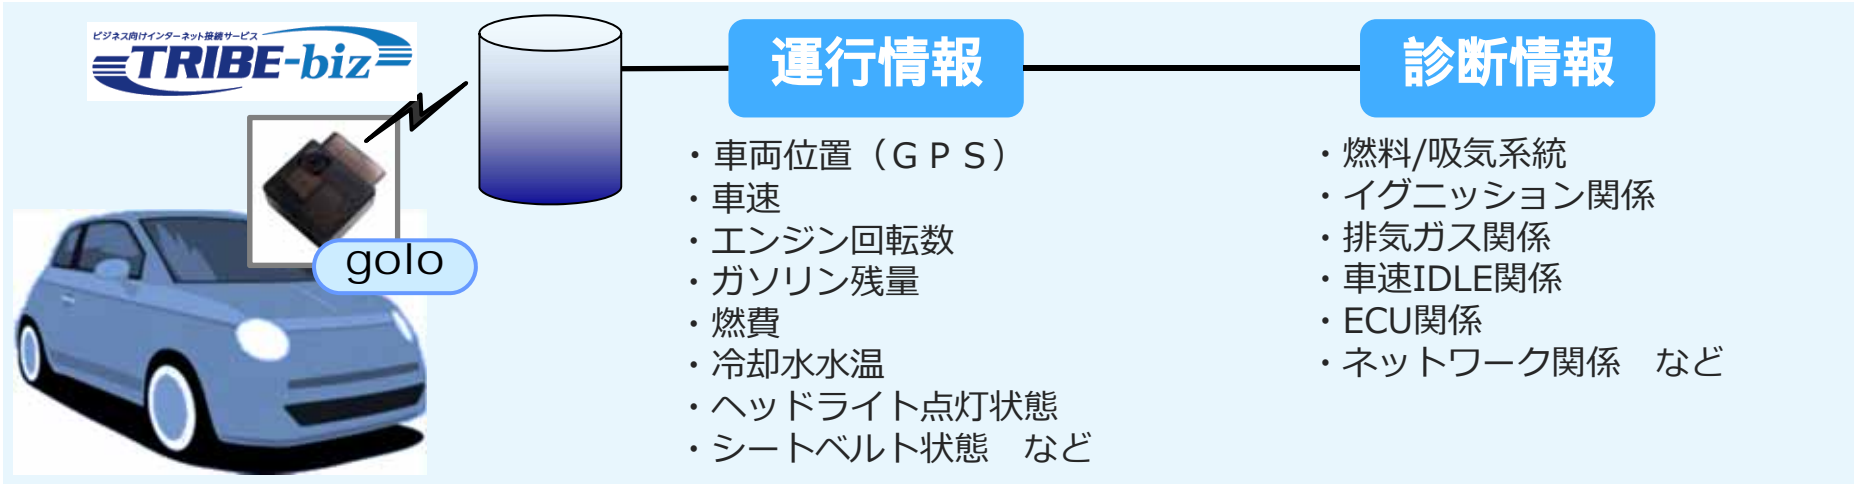 ビジネス向けインターネット接続サービス
TRIBE-biz
golo
運行情報
・車両位置（ＧＰＳ）
・車速
・エンジン回転数
・ガソリン残量
・燃費
・冷却水水温
・ヘッドライト点灯状態
・シートベルト状態　など
診断情報
・燃料/吸気系統
・イグニッション関係
・排気ガス関係
・車速IDLE関係
・ECU関係
・ネットワーク関係　など